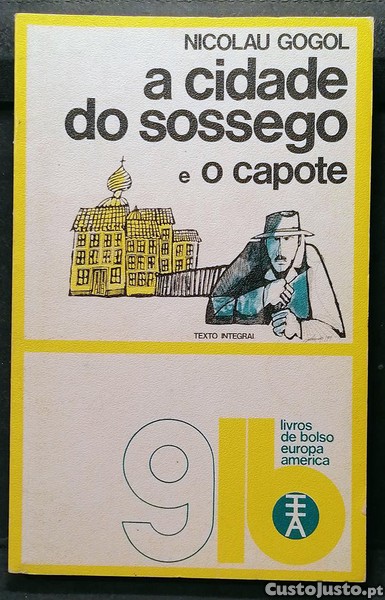 NICOLAU GOGOL
a cidade
do sossego
e o capote
TEXTO INTEGRAL
9
lb
livros
de bolso
europa
america
CustoJusto.pt